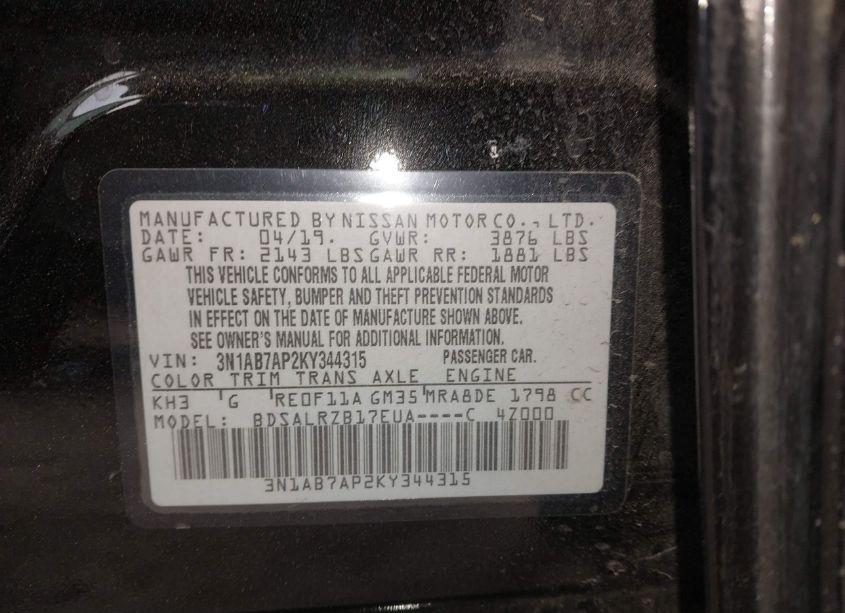 MANUFACTURED BY NISSAN MOTOR CO., LTD.
DATE: 04/19. GVWR: 3876 LBS
GAWR FR: 2143 LBS GAWR RR: 1881 LBS
THIS VEHICLE CONFORMS TO ALL APPLICABLE FEDERAL MOTOR
VEHICLE SAFETY, BUMPER AND THEFT PREVENTION STANDARDS
IN EFFECT ON THE DATE OF MANUFACTURE SHOWN ABOVE.
SEE OWNER'S MANUAL FOR ADDITIONAL INFORMATION.
VIN: 3N1AB7AP2KY344315 PASSENGER CAR.
COLOR TRIM TRANS AXLE ENGINE
KH3 G RE0F11A GM35 MRA8DE 1798 CC
MODEL: BDSALRZB17EUA----C 4Z000
3N1AB7AP2KY344315